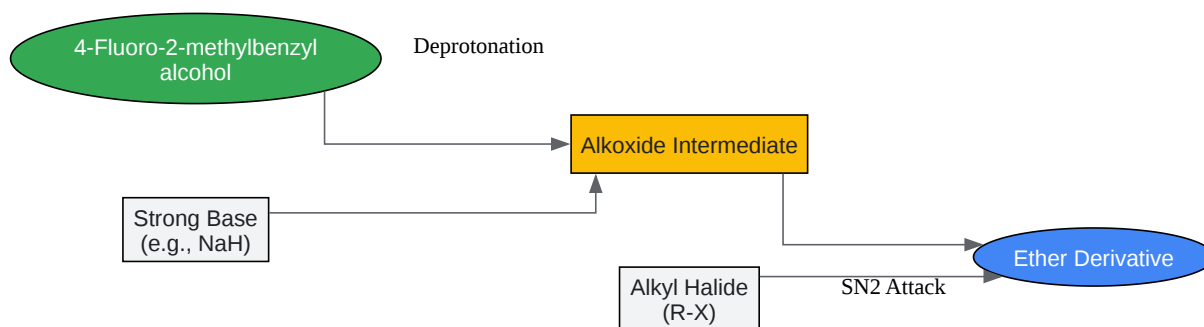 4-Fluoro-2-methylbenzyl
alcohol
Deprotonation
Alkoxide Intermediate
Strong Base
(e.g., NaH)
Ether Derivative
Alkyl Halide
(R-X)
SN2 Attack